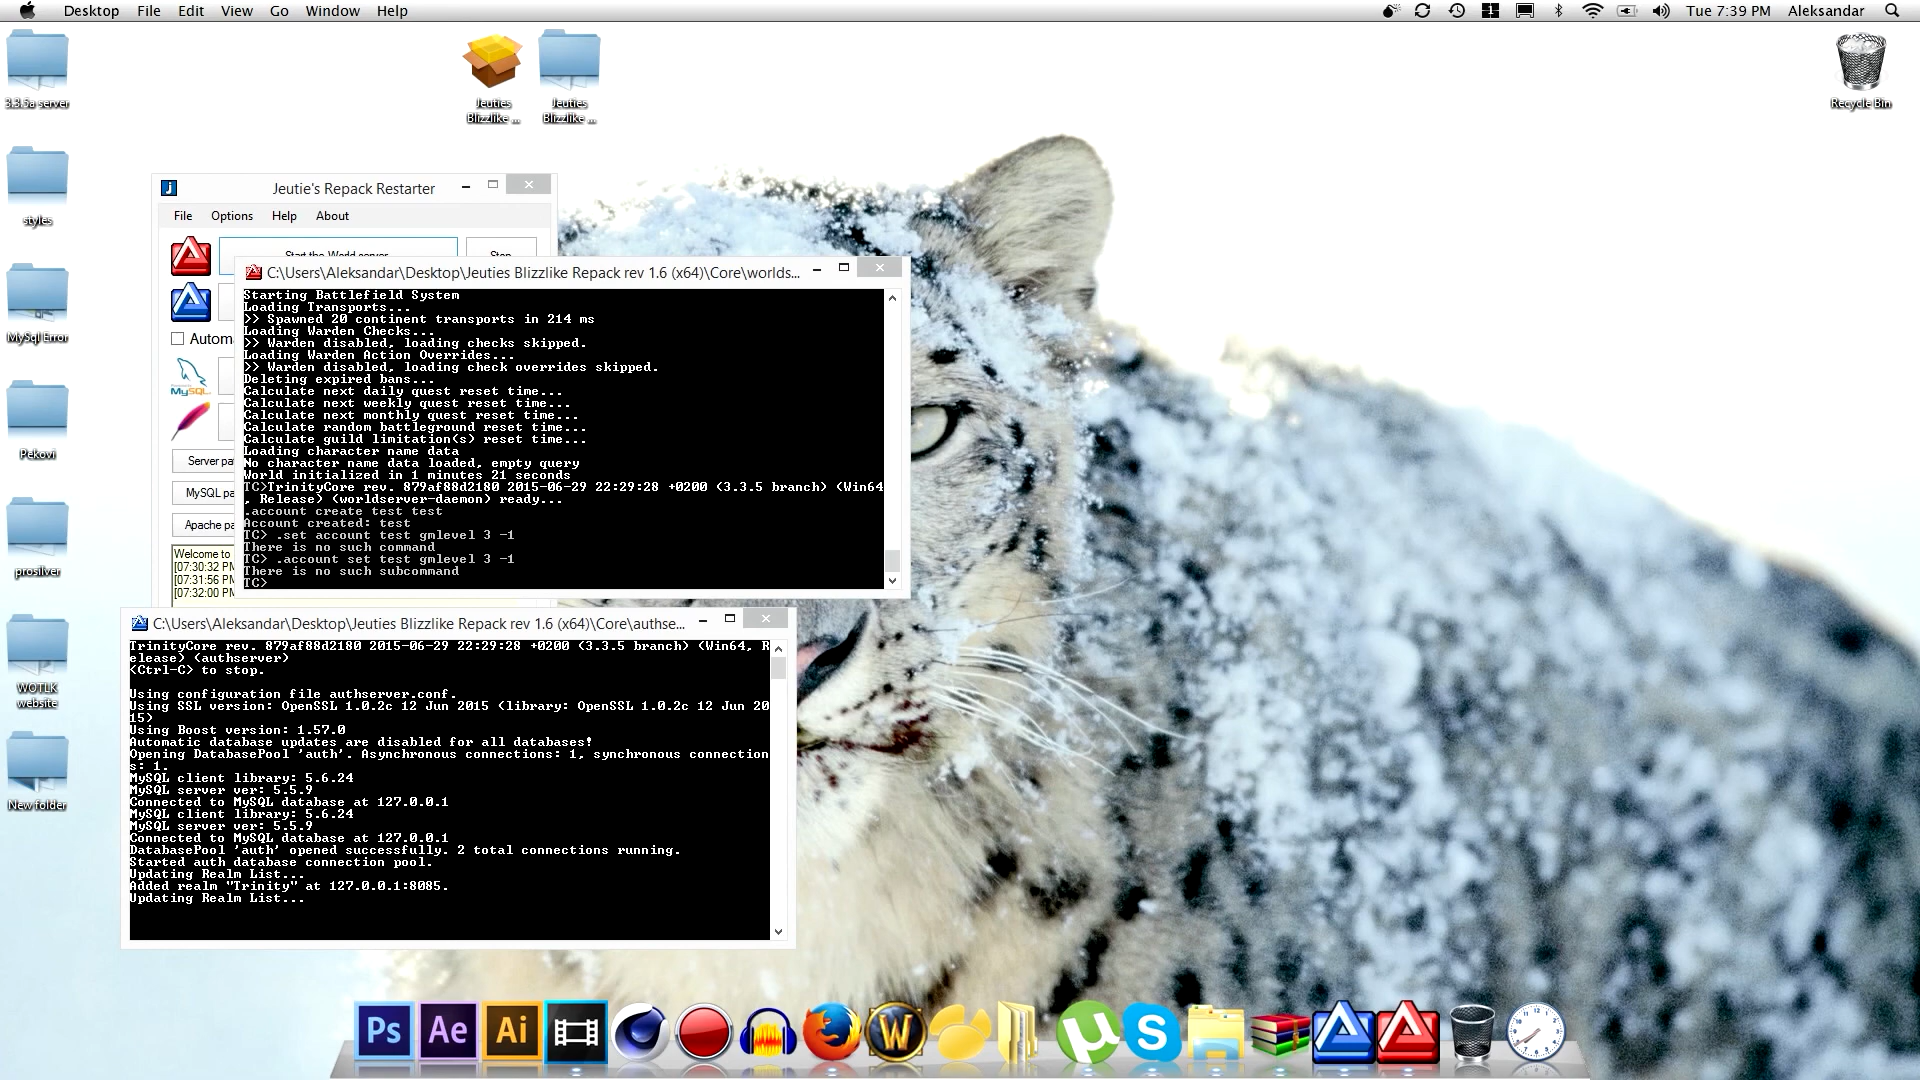 Desktop File Edit View Go Window Help
1
Tue 7:39 PM Aleksandar
3.3.5a server
styles
MySql Error
Pekovi
prosilver
WOTLK
website
New folder
Jeuties
Blizzlike ...
Jeuties
Blizzlike ...
Recycle Bin
J
Jeutie's Repack Restarter
File Options Help About
Start the World server
Stop
Autom
MySQL
Server pa
MySQL pa
Apache pa
Welcome to
[07:30:32 PM
[07:31:56 PM
[07:32:00 PM
C:\Users\Aleksandar\Desktop\Jeuties Blizzlike Repack rev 1.6 (x64)\Core\worlds...
Starting Battlefield System
Loading Transports...
>> Spawned 20 continent transports in 214 ms
Loading Warden Checks...
>> Warden disabled, loading checks skipped.
Loading Warden Action Overrides...
>> Warden disabled, loading check overrides skipped.
Deleting expired bans...
Calculate next daily quest reset time...
Calculate next weekly quest reset time...
Calculate next monthly quest reset time...
Calculate random battleground reset time...
Calculate guild limitation(s) reset time...
Loading character name data
No character name data loaded, empty query
World initialized in 1 minutes 21 seconds
TC>TrinityCore rev. 879af88d2180 2015-06-29 22:29:28 +0200 (3.3.5 branch) (Win64
, Release) (worldserver-daemon) ready...
.account create test test
Account created: test
TC> .set account test gmlevel 3 -1
There is no such command
TC> .account set test gmlevel 3 -1
There is no such subcommand
TC>
C:\Users\Aleksandar\Desktop\Jeuties Blizzlike Repack rev 1.6 (x64)\Core\authse...
TrinityCore rev. 879af88d2180 2015-06-29 22:29:28 +0200 (3.3.5 branch) (Win64, R
elease) (authserver)
<Ctrl-C> to stop.
Using configuration file authserver.conf.
Using SSL version: OpenSSL 1.0.2c 12 Jun 2015 (library: OpenSSL 1.0.2c 12 Jun 20
15)
Using Boost version: 1.57.0
Automatic database updates are disabled for all databases!
Opening DatabasePool 'auth'. Asynchronous connections: 1, synchronous connection
s: 1.
MySQL client library: 5.6.24
MySQL server ver: 5.5.9
Connected to MySQL database at 127.0.0.1
MySQL client library: 5.6.24
MySQL server ver: 5.5.9
Connected to MySQL database at 127.0.0.1
DatabasePool 'auth' opened successfully. 2 total connections running.
Started auth database connection pool.
Updating Realm List...
Added realm "Trinity" at 127.0.0.1:8085.
Updating Realm List...
Ps Ae Ai W µ S